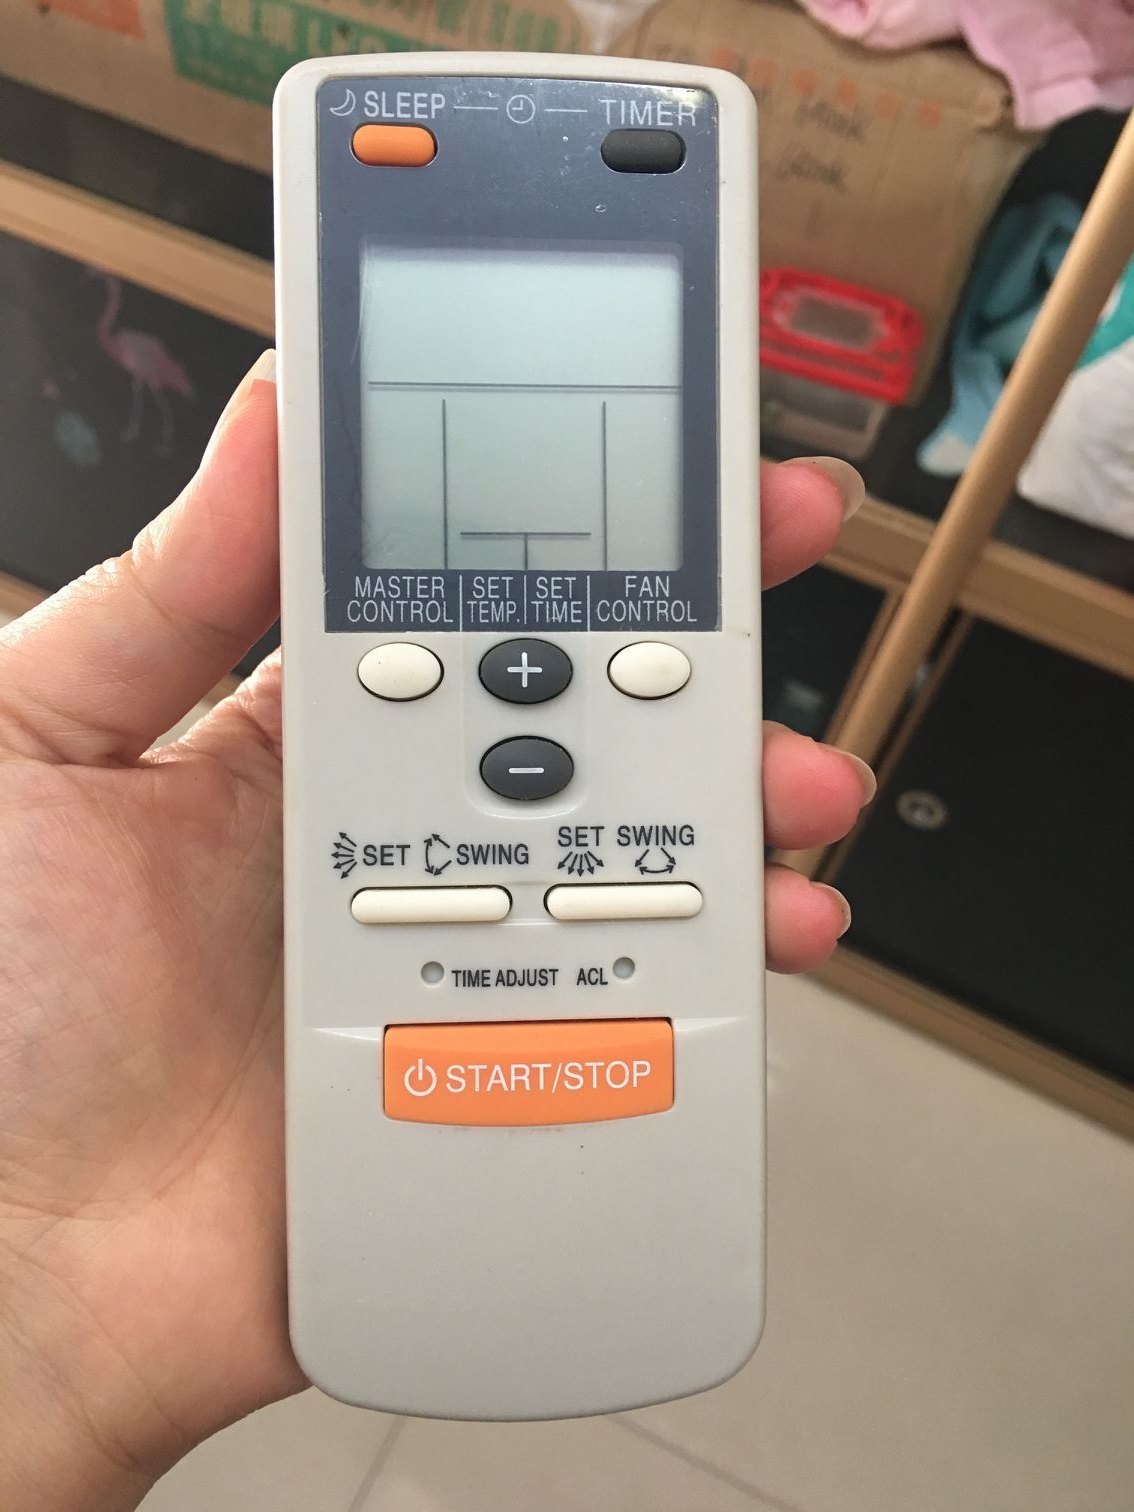 SLEEP TIMER
MASTER CONTROL
SET TEMP.
SET TIME
FAN CONTROL
+
−
SET SWING
SET SWING
TIME ADJUST ACL
START/STOP